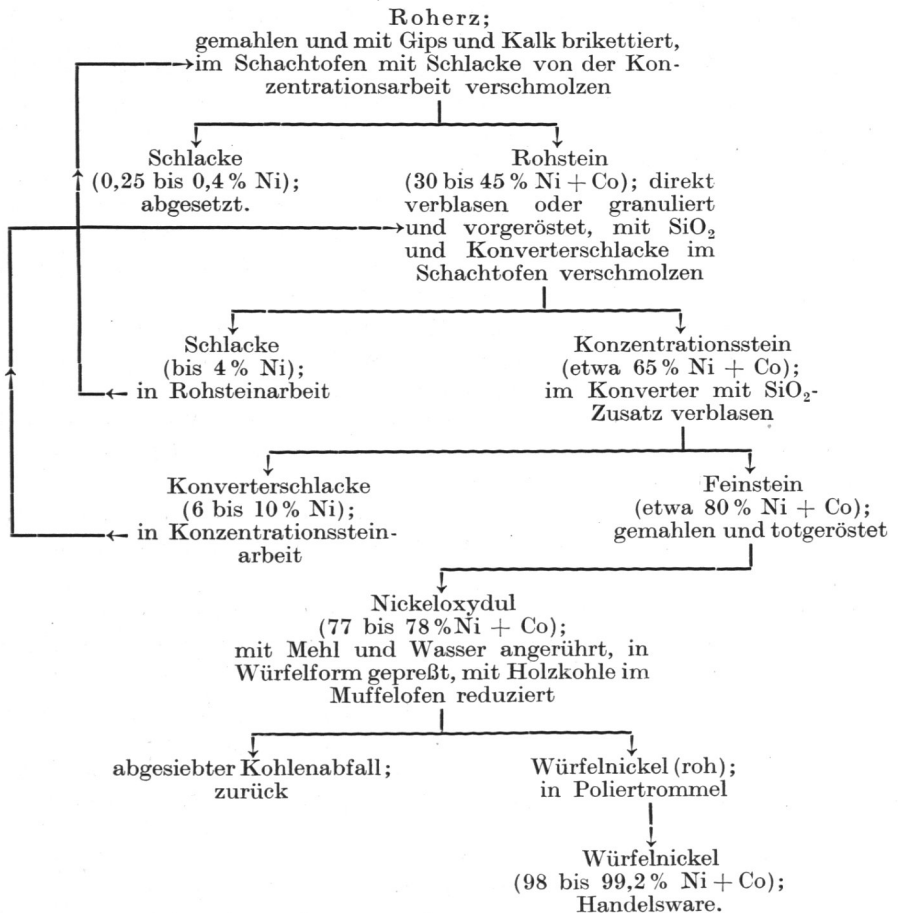 Roherz;
gemahlen und mit Gips und Kalk brikettiert,
im Schachtofen mit Schlacke von der Kon-
zentrationsarbeit verschmolzen
Schlacke
(0,25 bis 0,4% Ni);
abgesetzt.
Rohstein
(30 bis 45% Ni + Co); direkt
verblasen oder granuliert
und vorgeröstet, mit SiO₂
und Konverterschlacke im
Schachtofen verschmolzen
Schlacke
(bis 4% Ni);
in Rohsteinarbeit
Konzentrationsstein
(etwa 65% Ni + Co);
im Konverter mit SiO₂-
Zusatz verblasen
Konverterschlacke
(6 bis 10% Ni);
in Konzentrationsstein-
arbeit
Feinstein
(etwa 80% Ni + Co);
gemahlen und totgeröstet
Nickeloxydul
(77 bis 78% Ni + Co);
mit Mehl und Wasser angerührt, in
Würfelform gepreßt, mit Holzkohle im
Muffelofen reduziert
abgesiebter Kohlenabfall;
zurück
Würfelnickel (roh);
in Poliertrommel
Würfelnickel
(98 bis 99,2% Ni + Co);
Handelsware.